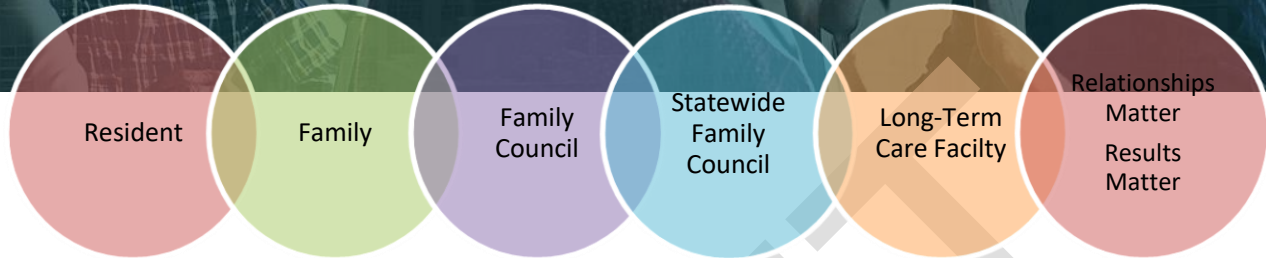 Resident
Family
Family
Council
Statewide
Family
Council
Long-Term
Care Facilty
Relationships
Matter
Results
Matter